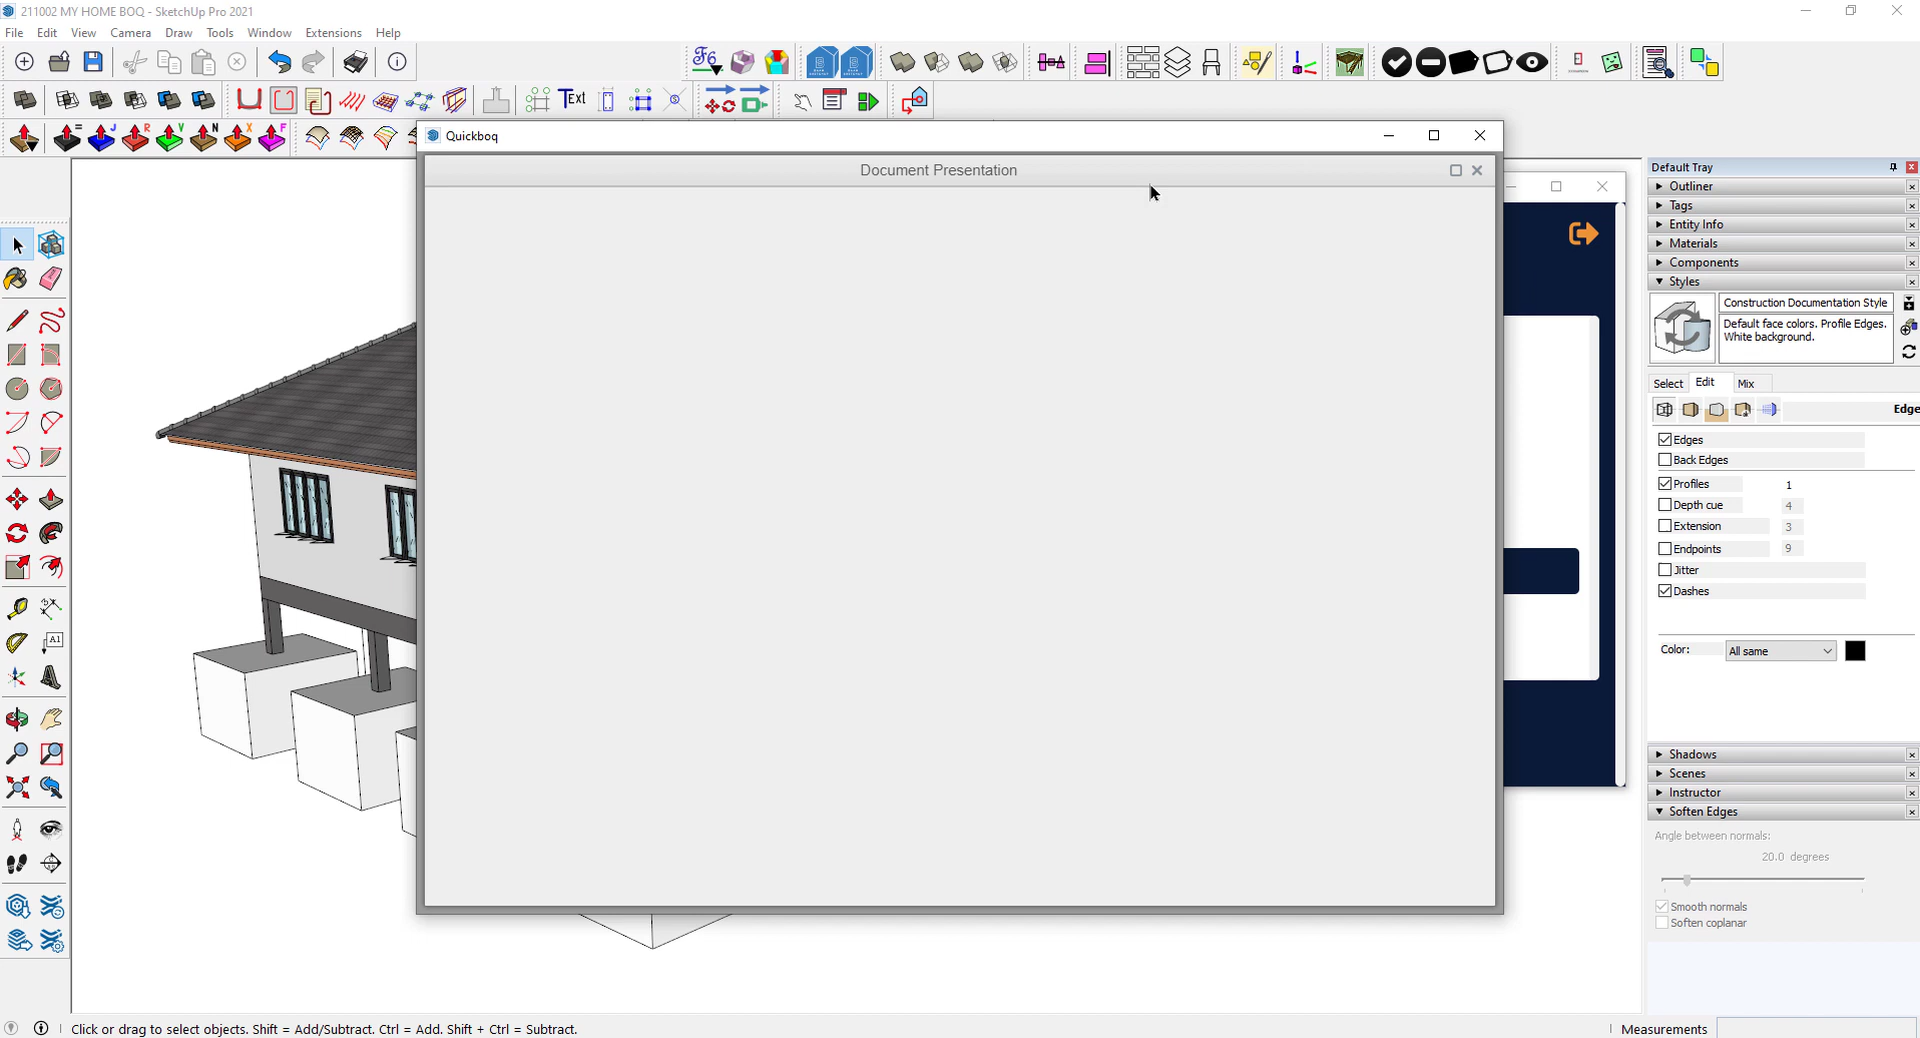 211002 MY HOME BOQ - SketchUp Pro 2021
File Edit View Camera Draw Tools Window Extensions Help
Text
Quickboq
Document Presentation
Default Tray
Outliner
Tags
Entity Info
Materials
Components
Styles
Construction Documentation Style
Default face colors. Profile Edges.
White background.
Select Edit Mix
Edge
Edges
Back Edges
Profiles 1
Depth cue 4
Extension 3
Endpoints 9
Jitter
Dashes
Color: All same
Shadows
Scenes
Instructor
Soften Edges
Angle between normals:
20.0 degrees
Smooth normals
Soften coplanar
Click or drag to select objects. Shift = Add/Subtract. Ctrl = Add. Shift + Ctrl = Subtract.
Measurements